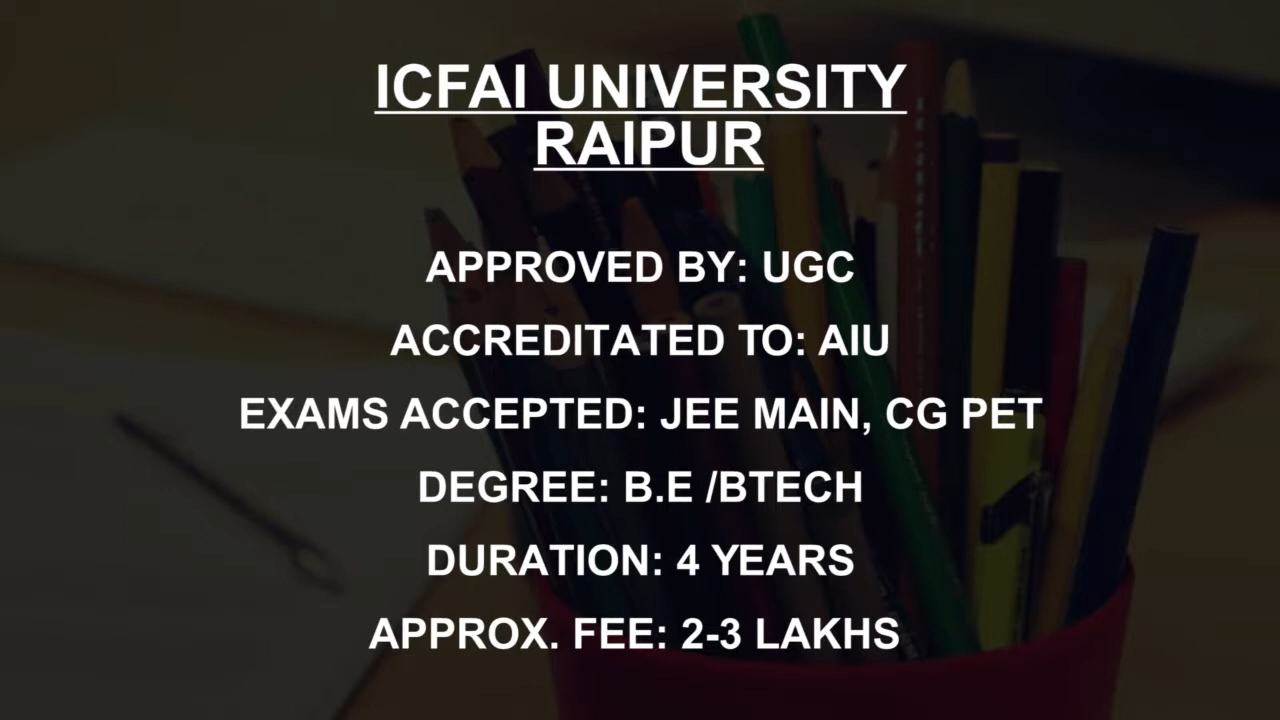 ICFAI UNIVERSITY
RAIPUR
APPROVED BY: UGC
ACCREDITATED TO: AIU
EXAMS ACCEPTED: JEE MAIN, CG PET
DEGREE: B.E /BTECH
DURATION: 4 YEARS
APPROX. FEE: 2-3 LAKHS